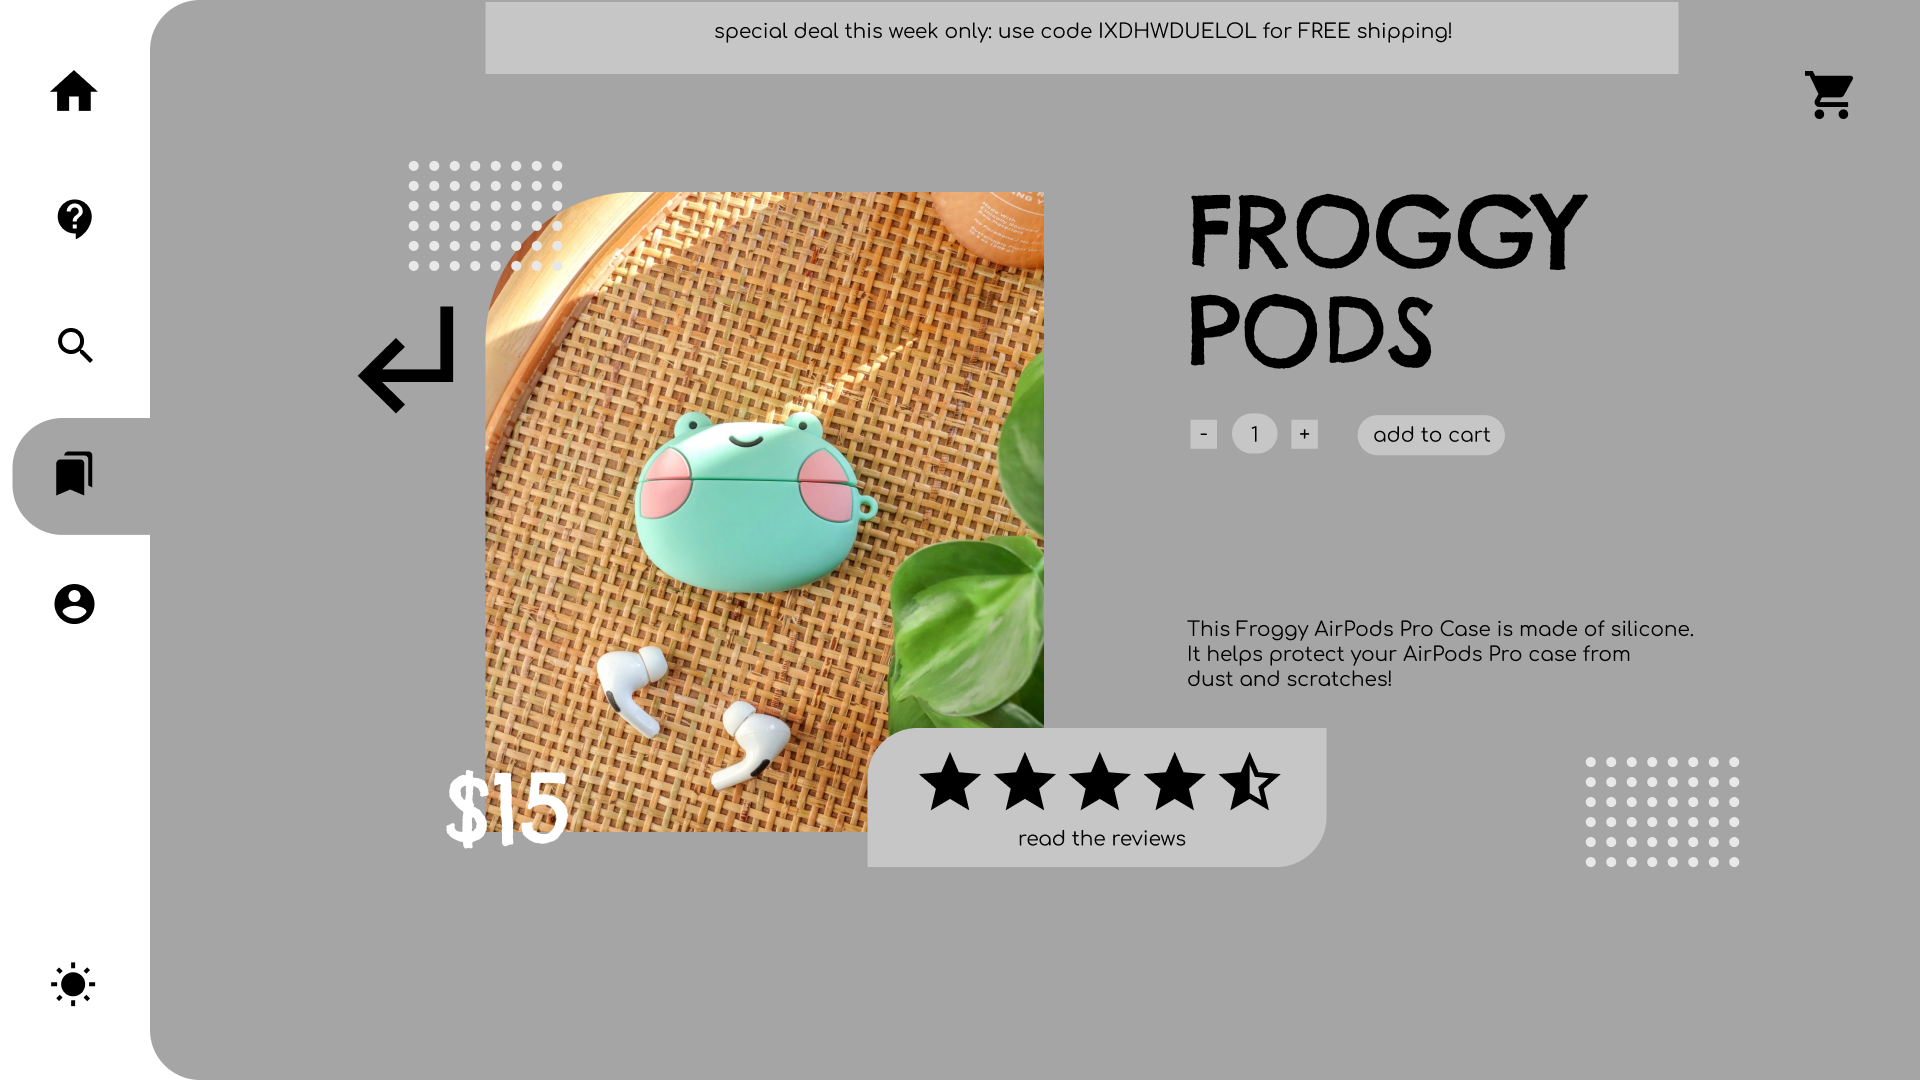 special deal this week only: use code IXDHWDUELOL for FREE shipping!
FROGGY
PODS
- 1 + add to cart
This Froggy AirPods Pro Case is made of silicone.
It helps protect your AirPods Pro case from
dust and scratches!
$15
read the reviews